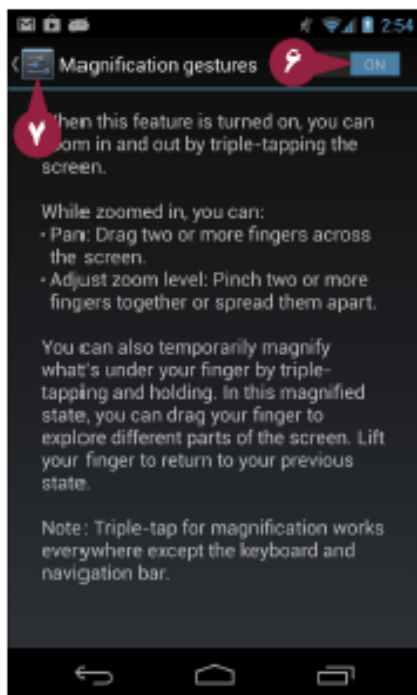 2:54
Magnification gestures ۶ ON
۷
When this feature is turned on, you can
zoom in and out by triple-tapping the
screen.
While zoomed in, you can:
• Pan: Drag two or more fingers across
the screen.
• Adjust zoom level: Pinch two or more
fingers together or spread them apart.
You can also temporarily magnify
what's under your finger by triple-
tapping and holding. In this magnified
state, you can drag your finger to
explore different parts of the screen. Lift
your finger to return to your previous
state.
Note: Triple-tap for magnification works
everywhere except the keyboard and
navigation bar.